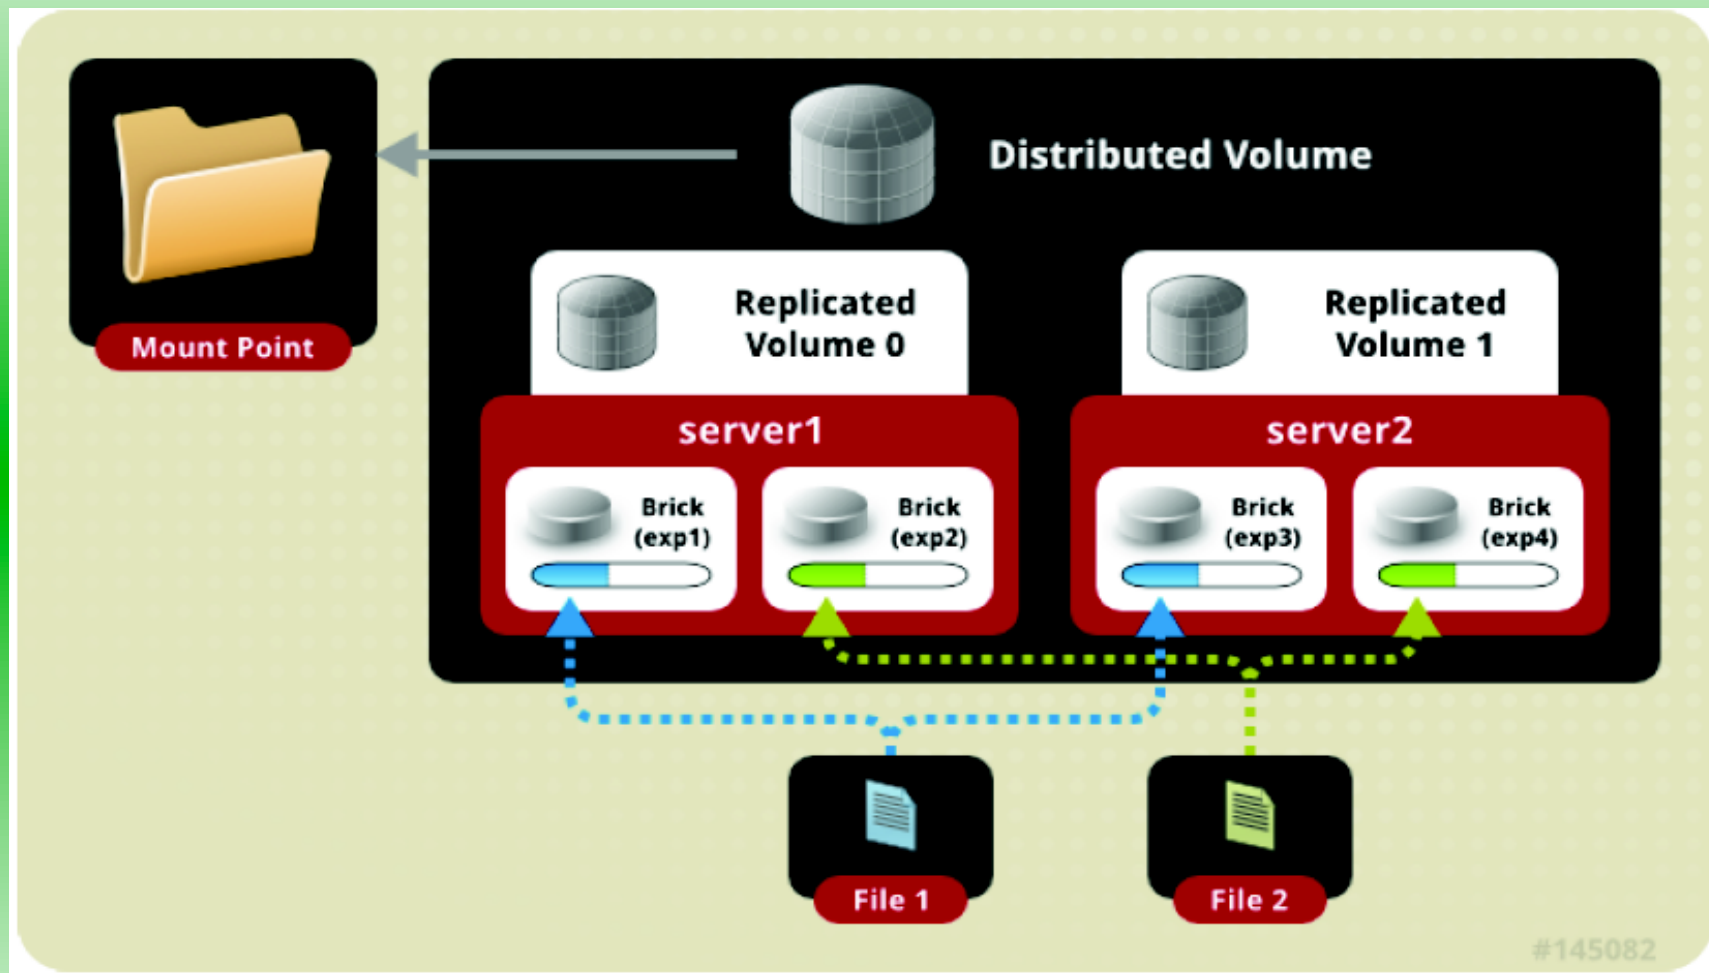 Distributed Volume
Mount Point
Replicated
Volume 0
Replicated
Volume 1
server1
server2
Brick
(exp1)
Brick
(exp2)
Brick
(exp3)
Brick
(exp4)
File 1
File 2
#145082